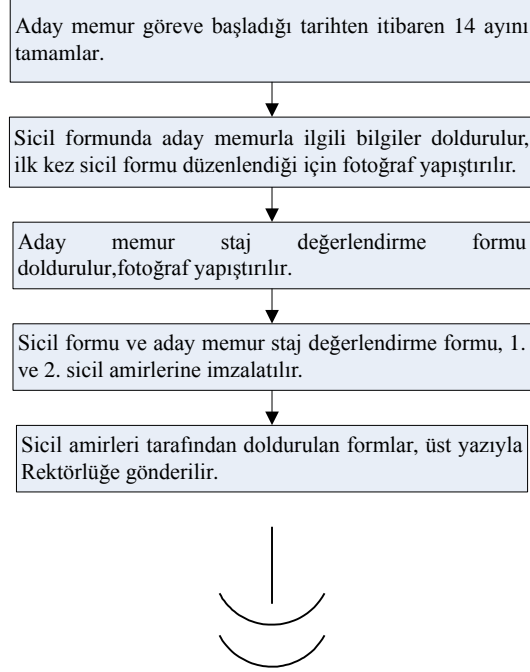 Aday memur göreve başladığı tarihten itibaren 14 ayını
tamamlar.
Sicil formunda aday memurla ilgili bilgiler doldurulur,
ilk kez sicil formu düzenlendiği için fotoğraf yapıştırılır.
Aday memur staj değerlendirme formu
doldurulur,fotoğraf yapıştırılır.
Sicil formu ve aday memur staj değerlendirme formu, 1.
ve 2. sicil amirlerine imzalatılır.
Sicil amirleri tarafından doldurulan formlar, üst yazıyla
Rektörlüğe gönderilir.